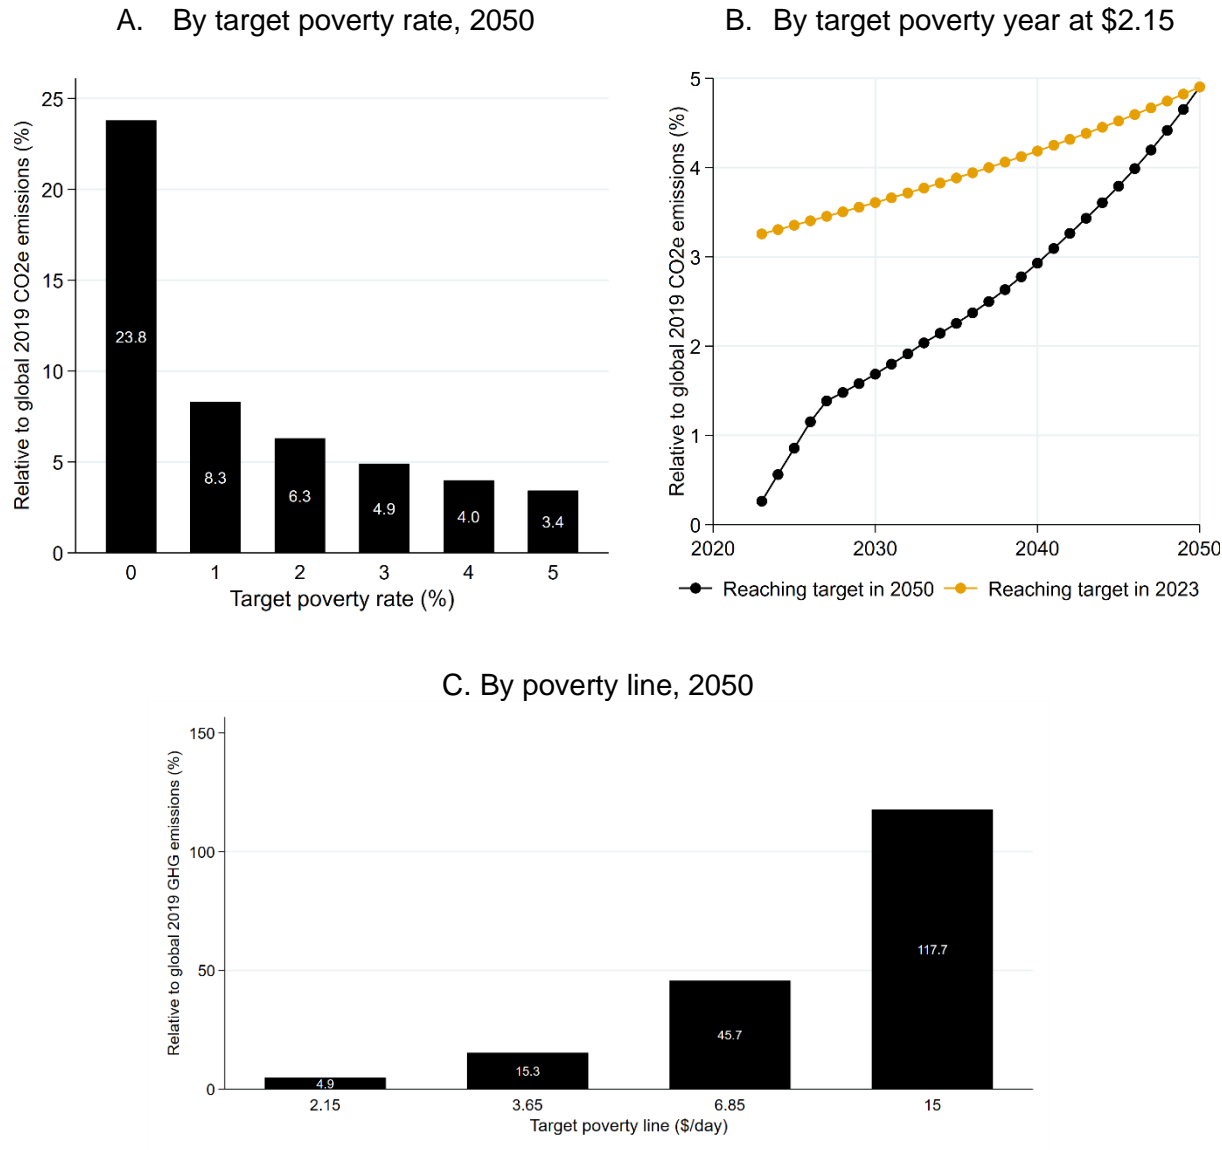 A. By target poverty rate, 2050
Relative to global 2019 CO2e emissions (%)
25
20
15
10
5
0
23.8
8.3
6.3
4.9
4.0
3.4
0 1 2 3 4 5
Target poverty rate (%)
B. By target poverty year at $2.15
Relative to global 2019 CO2e emissions (%)
5
4
3
2
1
0
2020 2030 2040 2050
Reaching target in 2050 Reaching target in 2023
C. By poverty line, 2050
Relative to global 2019 GHG emissions (%)
150
100
50
0
4.9
15.3
45.7
117.7
2.15 3.65 6.85 15
Target poverty line ($/day)